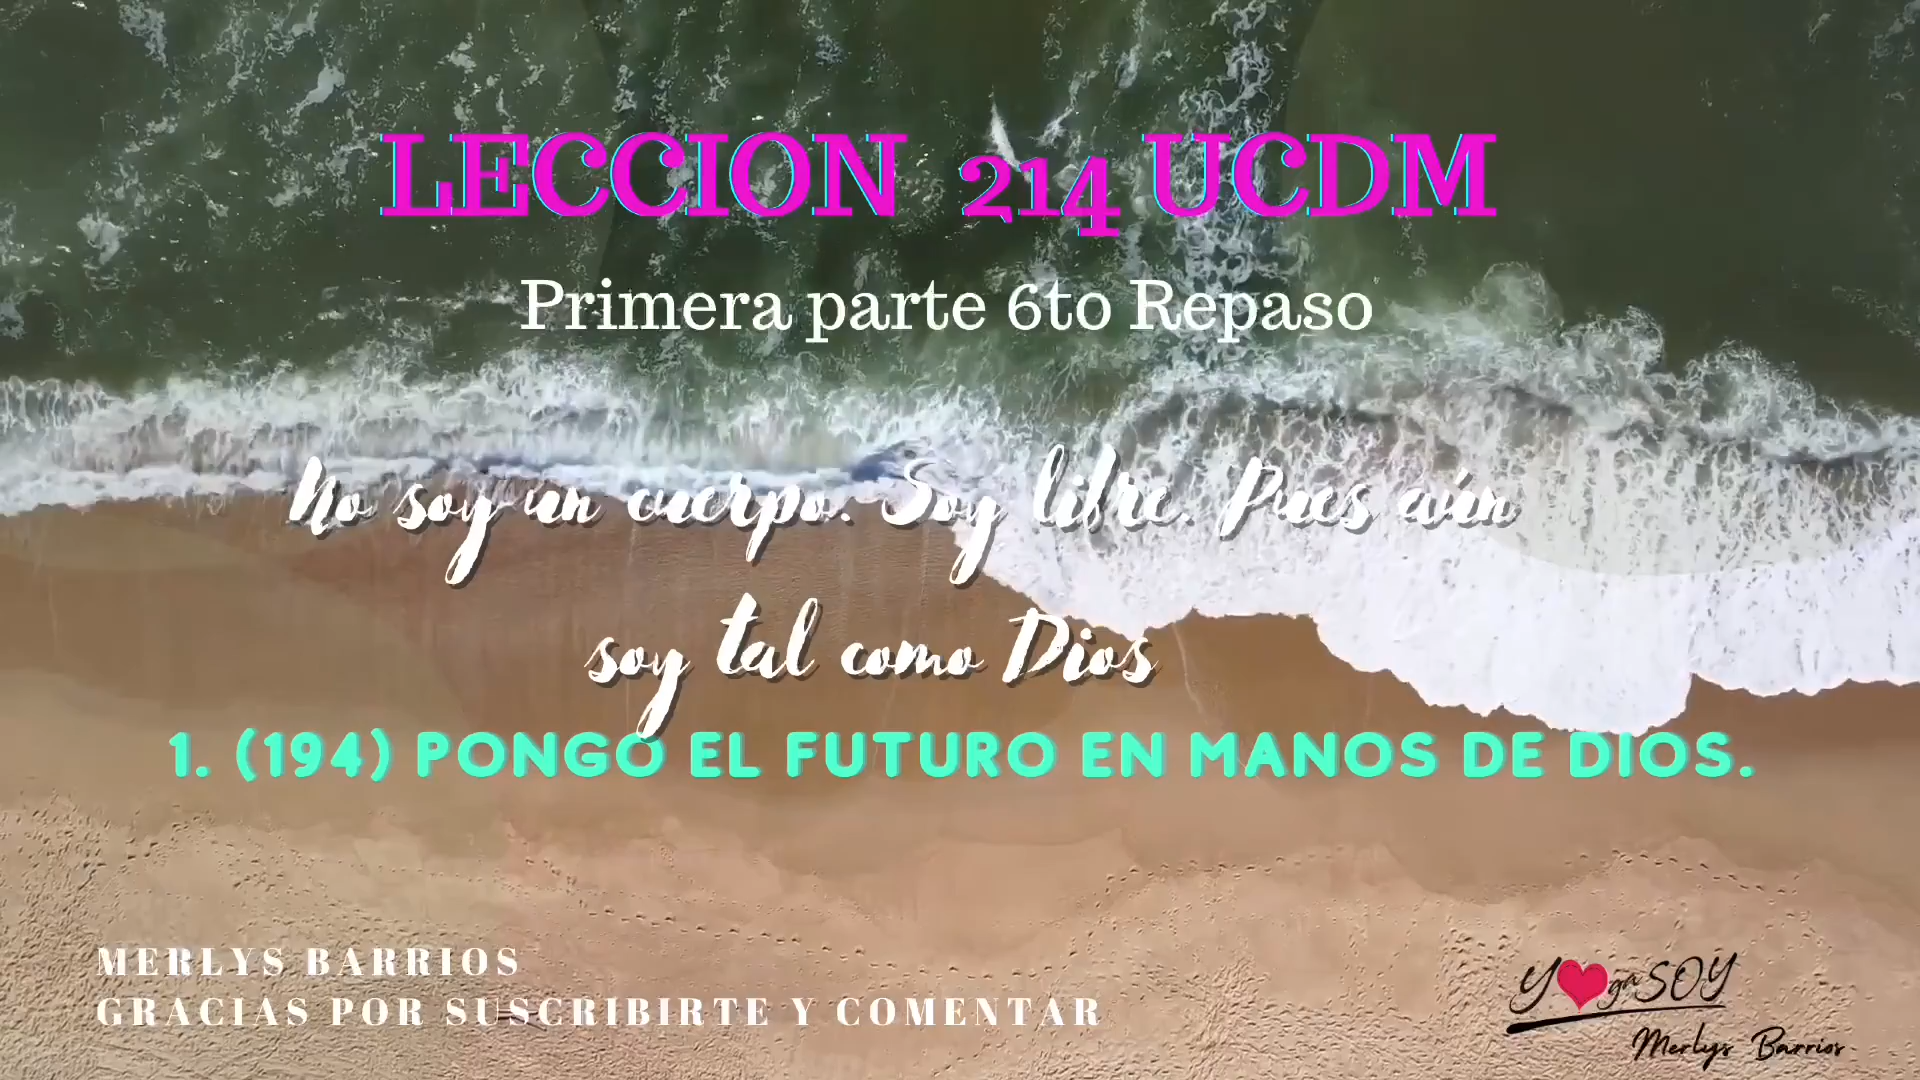 LECCION 214 UCDM
Primera parte 6to Repaso
No soy un cuerpo. Soy libre. Pues aún
soy tal como Dios
1. (194) PONGO EL FUTURO EN MANOS DE DIOS.
MERLYS BARRIOS
GRACIAS POR SUSCRIBIRTE Y COMENTAR
Y❤gaSOY
Merlys Barrios